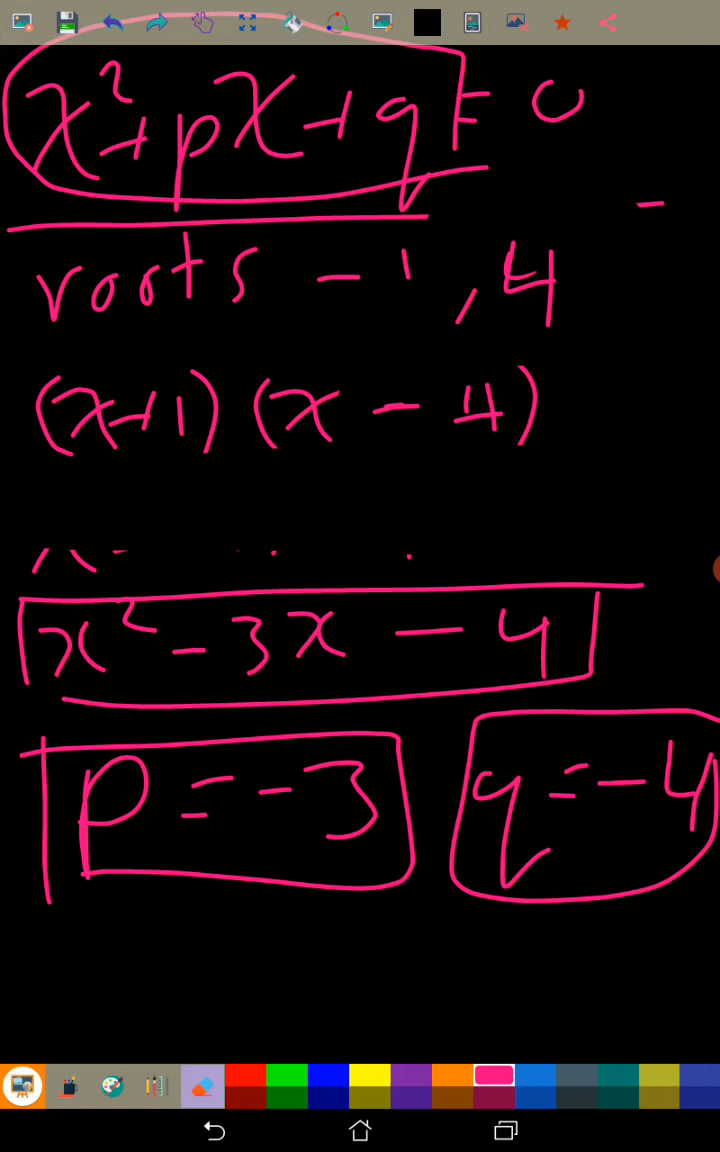 x² + px + q = 0
roots -1, 4
(x+1)(x-4)
x² - 3x - 4
p = -3
q = -4